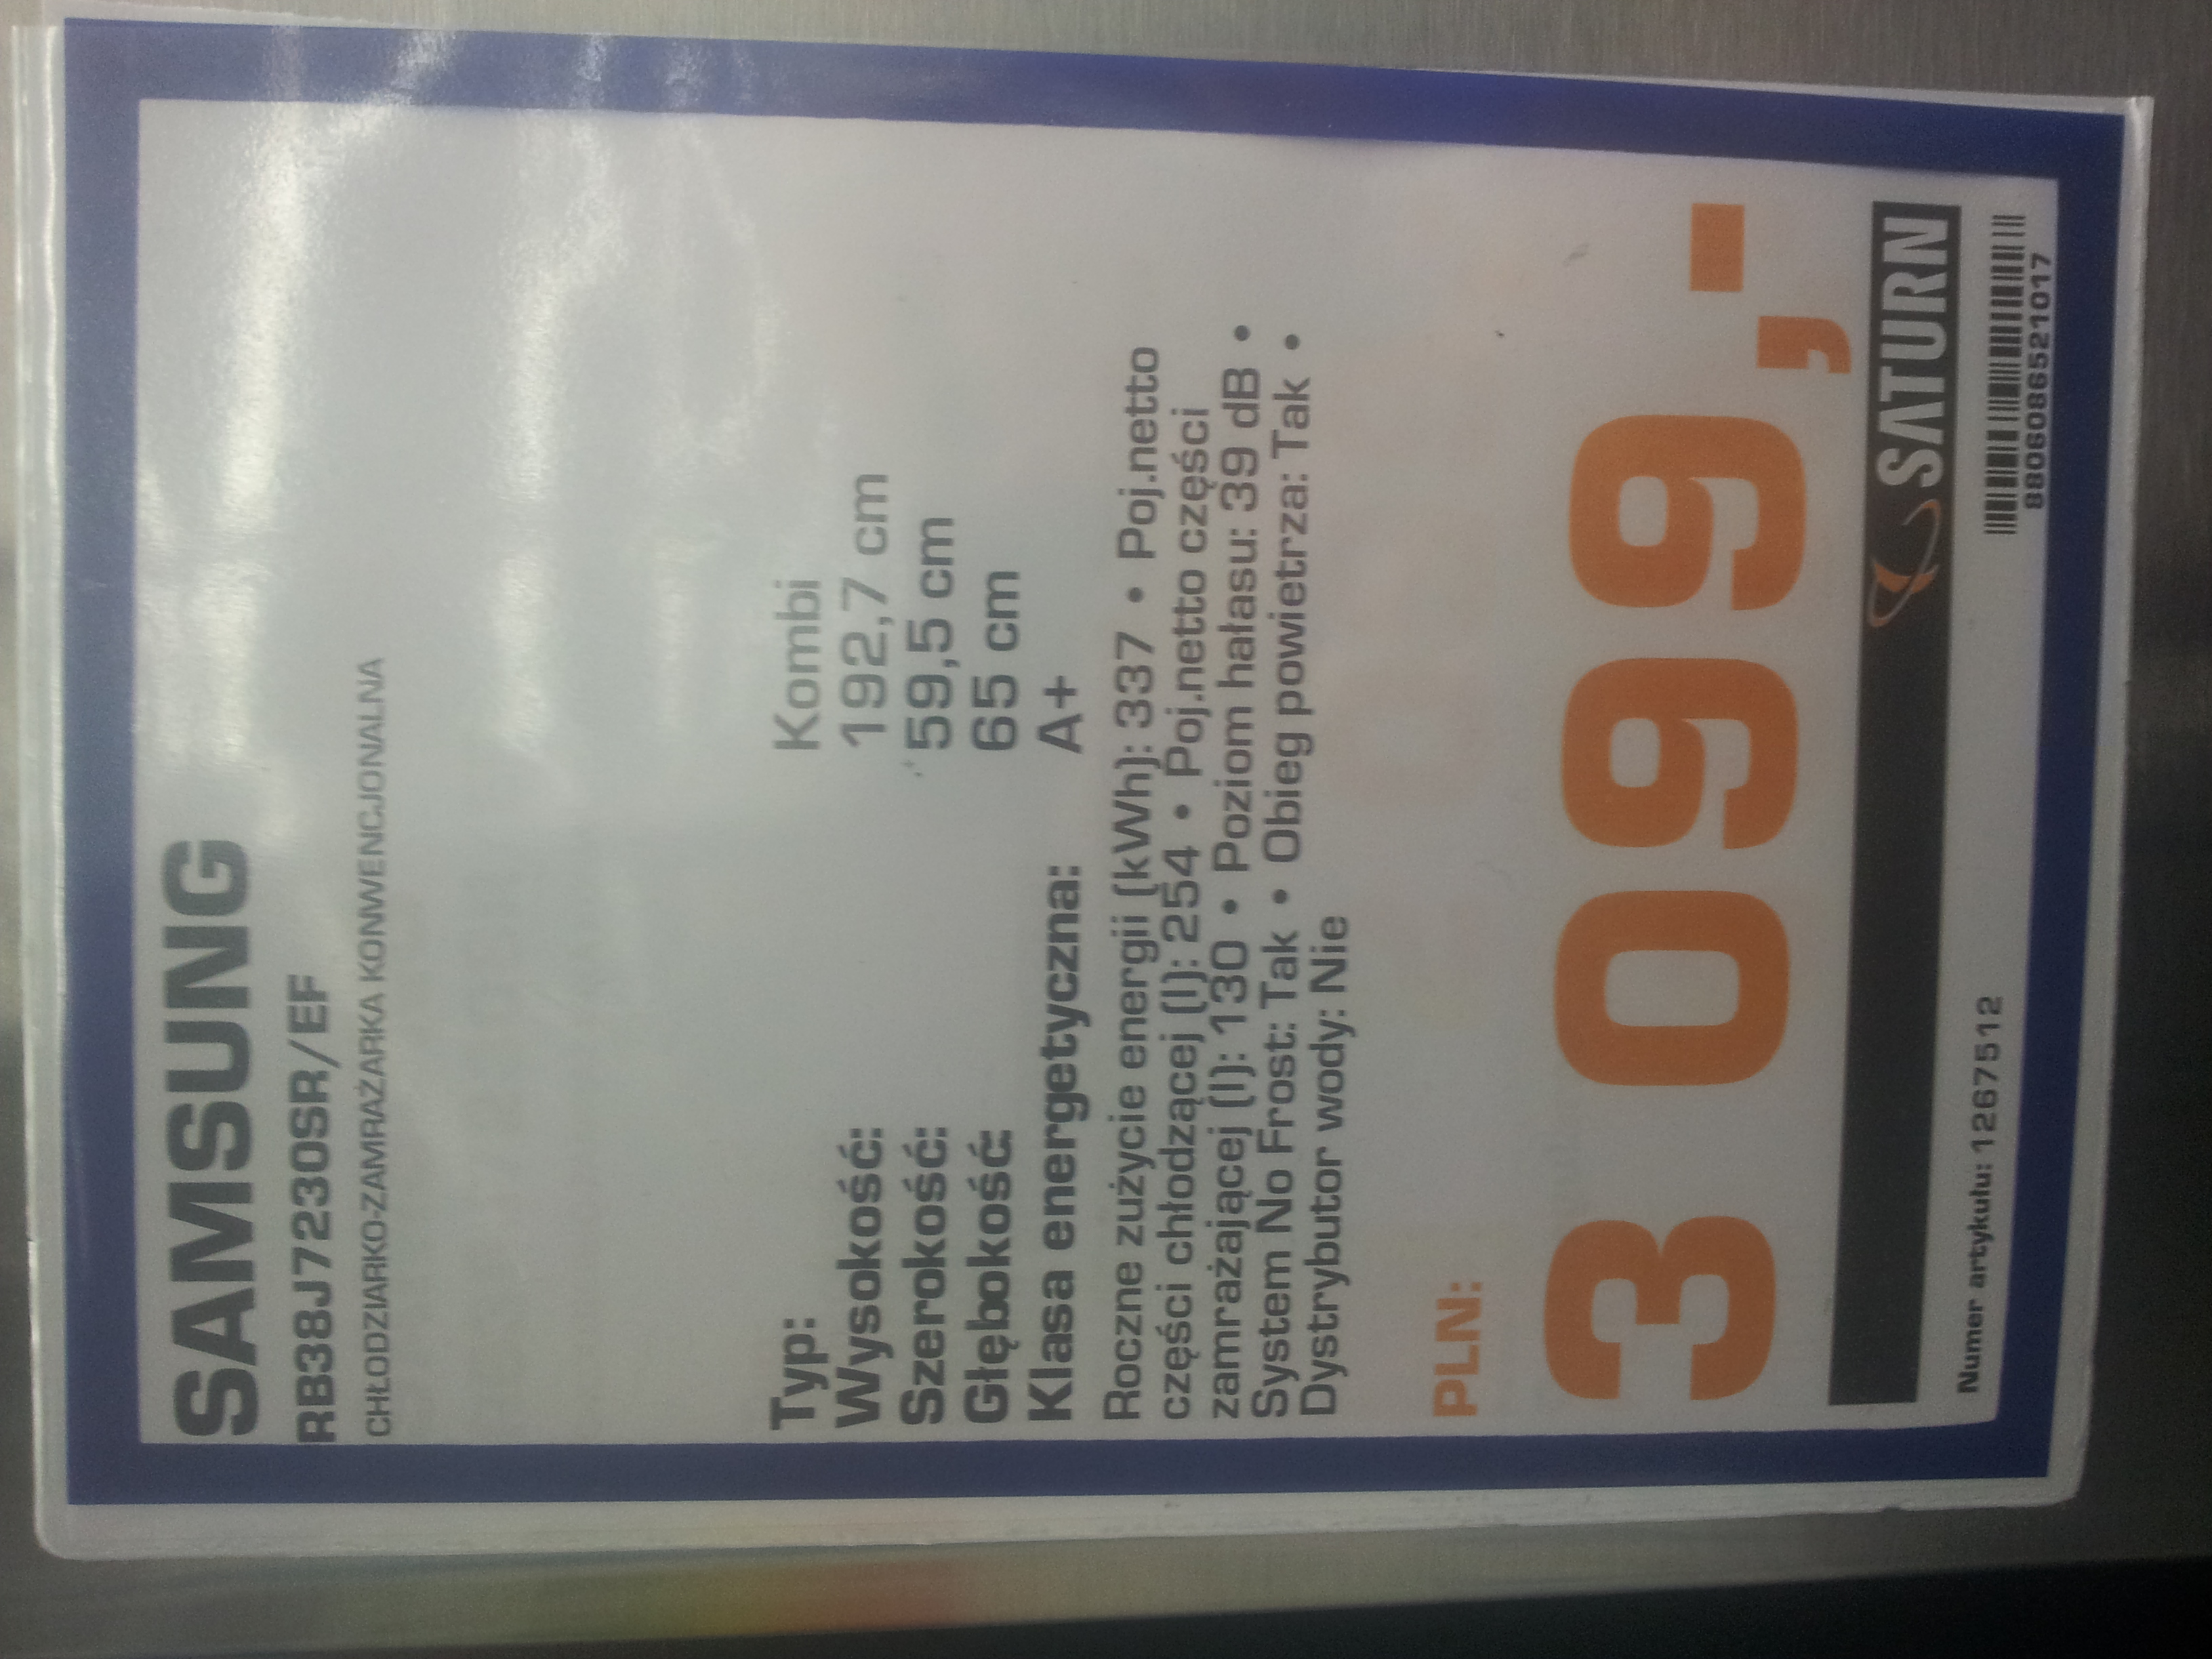 SAMSUNG
RB38J7230SR/EF
CHŁODZIARKO-ZAMRAŻARKA KONWENCJONALNA
Typ: Kombi
Wysokość: 192,7 cm
Szerokość: 59,5 cm
Głębokość: 65 cm
Klasa energetyczna: A+
Roczne zużycie energii (kWh): 337 • Poj.netto
części chłodzącej (l): 254 • Poj.netto części
zamrażającej (l): 130 • Poziom hałasu: 39 dB •
System No Frost: Tak • Obieg powietrza: Tak •
Dystrybutor wody: Nie
PLN:
3 099,-
SATURN
Numer artykułu: 1267512
8806086521017